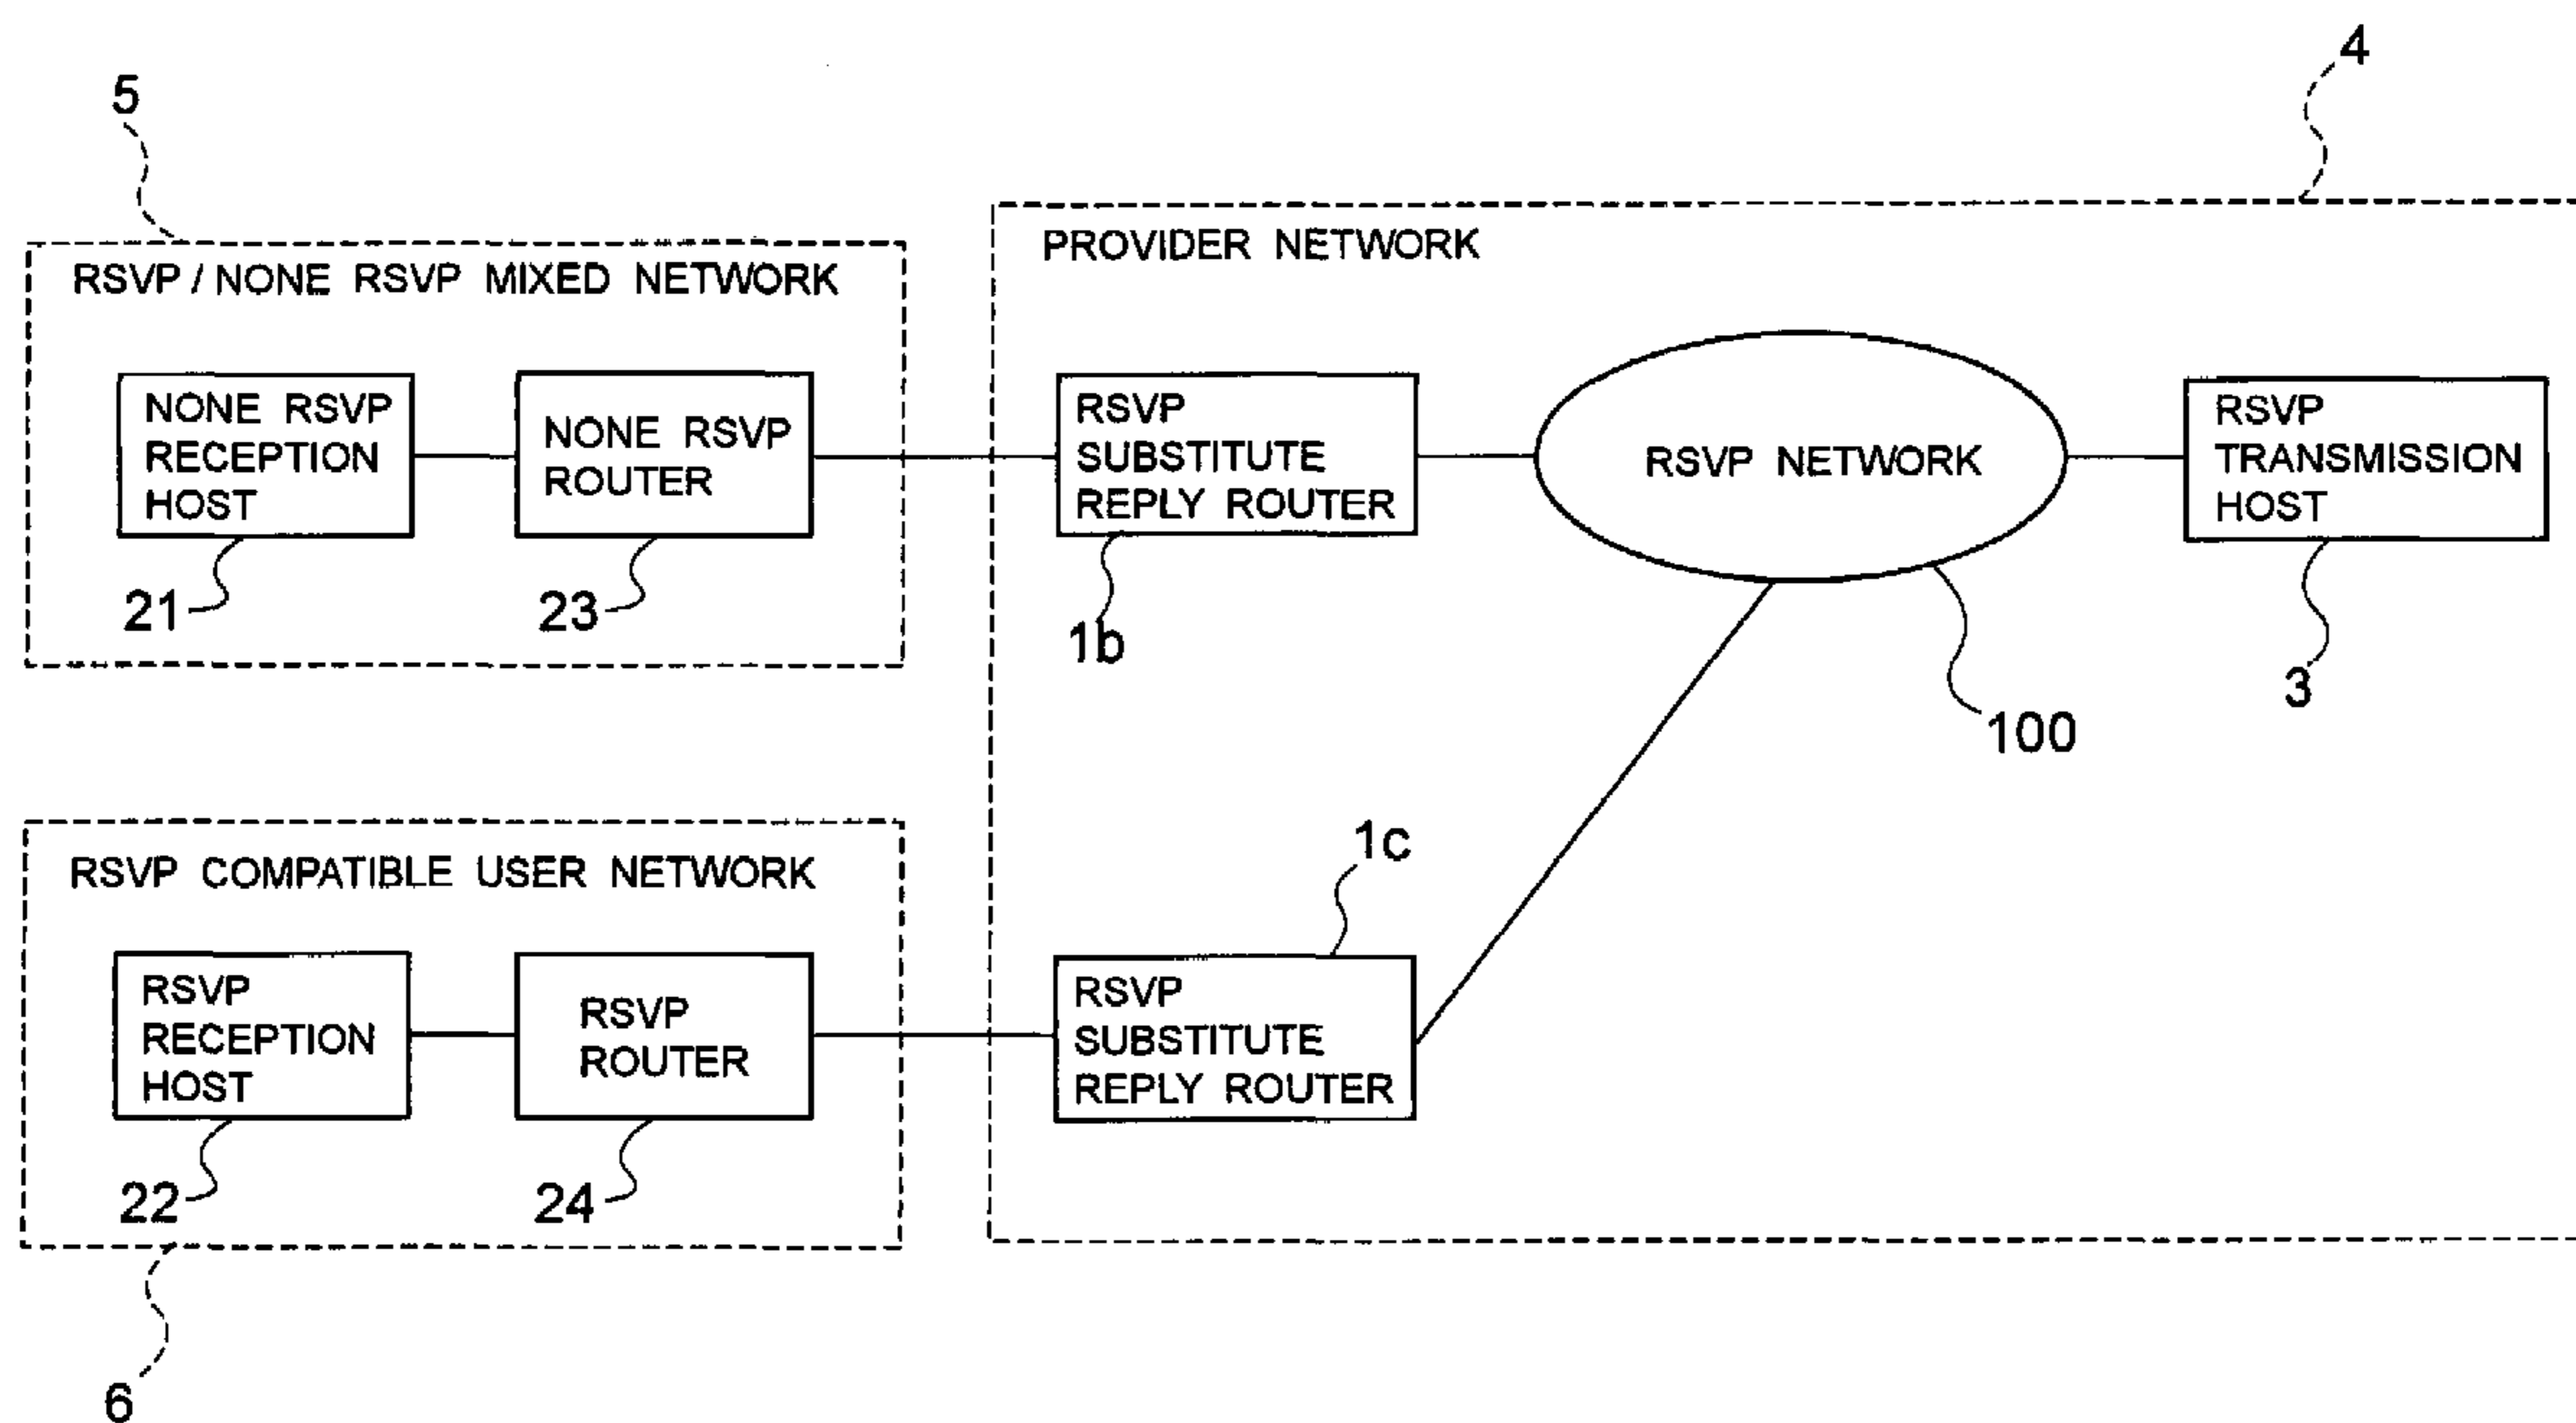 4
5
PROVIDER NETWORK
RSVP / NONE RSVP MIXED NETWORK
NONE RSVP
RECEPTION
HOST
NONE RSVP
ROUTER
RSVP
SUBSTITUTE
REPLY ROUTER
RSVP NETWORK
RSVP
TRANSMISSION
HOST
21
23
1b
100
3
1c
RSVP COMPATIBLE USER NETWORK
RSVP
RECEPTION
HOST
RSVP
ROUTER
RSVP
SUBSTITUTE
REPLY ROUTER
22
24
6